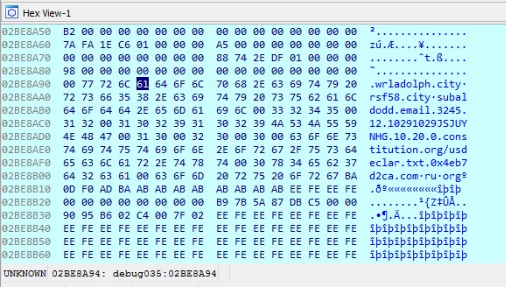 Hex View-1
02BE8A50 B2 00 00 00 00 00 00 00 00 00 00 00 00 00 00 00 ²...............
02BE8A60 7A FA 1E C6 01 00 00 00 A5 00 00 00 00 00 00 00 zú.Æ....¥.......
02BE8A70 00 00 00 00 00 00 00 00 88 74 2E DF 01 00 00 00 ........ˆt.ß....
02BE8A80 98 00 00 00 00 00 00 00 00 00 00 00 00 00 00 00 ˜...............
02BE8A90 00 77 72 6C 61 64 6F 6C 70 68 2E 63 69 74 79 20 .wrladolph.city·
02BE8AA0 72 73 66 35 38 2E 63 69 74 79 20 73 75 62 61 6C rsf58.city·subal
02BE8AB0 64 6F 64 64 2E 65 6D 61 69 6C 00 33 32 34 35 00 dodd.email.3245.
02BE8AC0 31 32 00 31 30 32 39 31 30 32 39 4A 53 4A 55 59 12.10291029JSJUY
02BE8AD0 4E 48 47 00 31 30 00 32 30 00 30 00 63 6F 6E 73 NHG.10.20.0.cons
02BE8AE0 74 69 74 75 74 69 6F 6E 2E 6F 72 67 2F 75 73 64 titution.org/usd
02BE8AF0 65 63 6C 61 72 2E 74 78 74 00 30 78 34 65 62 37 eclar.txt.0x4eb7
02BE8B00 64 32 63 61 00 63 6F 6D 20 72 75 20 6F 72 67 BA d2ca.com·ru·orgº
02BE8B10 0D F0 AD BA AB AB AB AB AB AB AB AB EE FE EE FE .ðº««««««««îþîþ
02BE8B20 00 00 00 00 00 00 00 00 B9 7B 5A 87 DB C5 00 00 ........¹{Z‡ÛÅ..
02BE8B30 90 95 B6 02 C4 00 7F 02 EE FE EE FE EE FE EE FE .•¶.Ä...îþîþîþîþ
02BE8B40 EE FE EE FE EE FE EE FE EE FE EE FE EE FE EE FE îþîþîþîþîþîþîþîþ
02BE8B50 EE FE EE FE EE FE EE FE EE FE EE FE EE FE EE FE îþîþîþîþîþîþîþîþ
02BE8B60 EE FE EE FE EE FE EE FE EE FE EE FE EE FE EE FE îþîþîþîþîþîþîþîþ
UNKNOWN 02BE8A94: debug035:02BE8A94